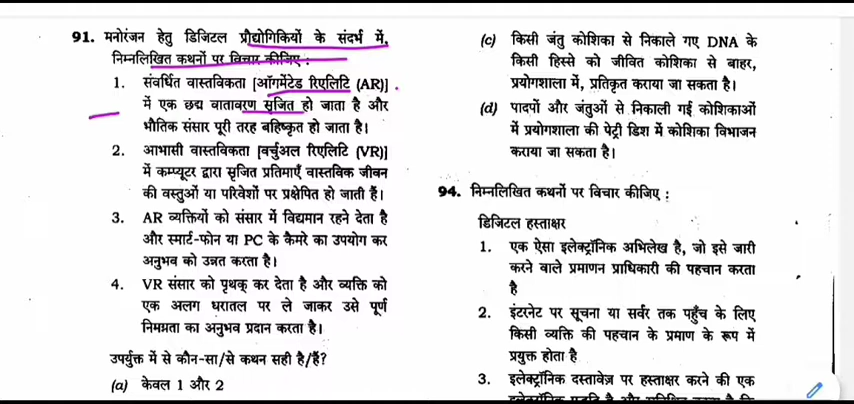 91. मनोरंजन हेतु डिजिटल प्रौद्योगिकियों के संदर्भ में,
निम्नलिखित कथनों पर विचार कीजिए :
1. संवर्धित वास्तविकता [ऑगमेंटेड रिएलिटि (AR)]
में एक छद्म वातावरण सृजित हो जाता है और
भौतिक संसार पूरी तरह बहिष्कृत हो जाता है।
2. आभासी वास्तविकता [वर्चुअल रिएलिटि (VR)]
में कम्प्यूटर द्वारा सृजित प्रतिमाएँ वास्तविक जीवन
की वस्तुओं या परिवेशों पर प्रक्षेपित हो जाती हैं।
3. AR व्यक्तियों को संसार में विद्यमान रहने देता है
और स्मार्ट-फोन या PC के कैमरे का उपयोग कर
अनुभव को उन्नत करता है।
4. VR संसार को पृथक् कर देता है और व्यक्ति को
एक अलग धरातल पर ले जाकर उसे पूर्ण
निमग्नता का अनुभव प्रदान करता है।
उपर्युक्त में से कौन-सा/से कथन सही है/हैं?
(a) केवल 1 और 2
(c) किसी जंतु कोशिका से निकाले गए DNA के
किसी हिस्से को जीवित कोशिका से बाहर,
प्रयोगशाला में, प्रतिकृत कराया जा सकता है।
(d) पादपों और जंतुओं से निकाली गई कोशिकाओं
में प्रयोगशाला की पेट्री डिश में कोशिका विभाजन
कराया जा सकता है।
94. निम्नलिखित कथनों पर विचार कीजिए :
डिजिटल हस्ताक्षर
1. एक ऐसा इलेक्ट्रॉनिक अभिलेख है, जो इसे जारी
करने वाले प्रमाणन प्राधिकारी की पहचान करता
है
2. इंटरनेट पर सूचना या सर्वर तक पहुँच के लिए
किसी व्यक्ति की पहचान के प्रमाण के रूप में
प्रयुक्त होता है
3. इलेक्ट्रॉनिक दस्तावेज़ पर हस्ताक्षर करने की एक